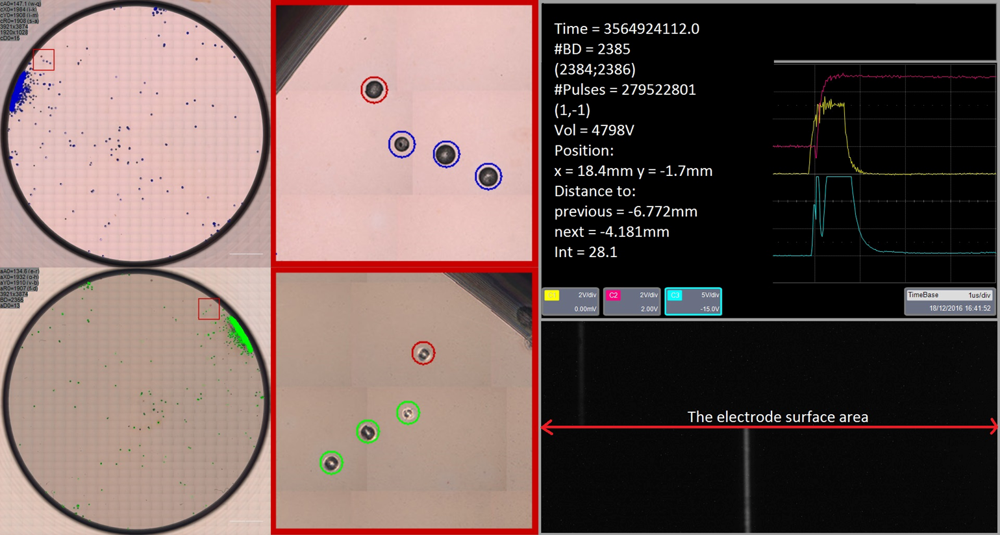 cA0=147.1 (w-q)
cX0=1984 (i-k)
cY0=1908 (i-m)
cR0=1908 (s-a)
3921x3874
1920x1028
cD0=15
aA0=134.6 (e-r)
aX0=1932 (o-h)
aY0=1910 (v-b)
aR0=1907 (f-d)
3921x3874
BD=2355
aD0=13
Time = 3564924112.0
#BD = 2385
(2384;2386)
#Pulses = 279522801
(1,-1)
Vol = 4798V
Position:
x = 18.4mm y = -1.7mm
Distance to:
previous = -6.772mm
next = -4.181mm
Int = 28.1
C1 2V/div
0.00mV
C2 2V/div
2.00V
C3 5V/div
-15.0V
TimeBase 1us/div
18/12/2016 16:41:52
The electrode surface area